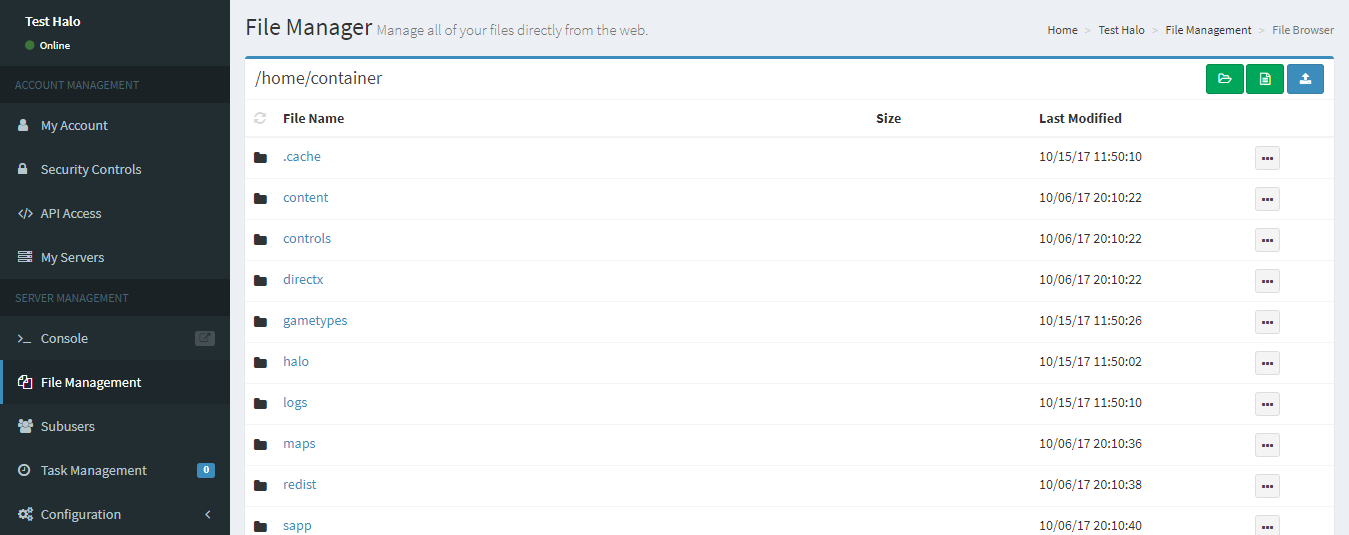 Test Halo
Online
ACCOUNT MANAGEMENT
My Account
Security Controls
API Access
My Servers
SERVER MANAGEMENT
Console
File Management
Subusers
Task Management 0
Configuration
File Manager Manage all of your files directly from the web.
Home > Test Halo > File Management > File Browser
/home/container
File Name Size Last Modified
.cache 10/15/17 11:50:10
content 10/06/17 20:10:22
controls 10/06/17 20:10:22
directx 10/06/17 20:10:22
gametypes 10/15/17 11:50:26
halo 10/15/17 11:50:02
logs 10/15/17 11:50:10
maps 10/06/17 20:10:36
redist 10/06/17 20:10:38
sapp 10/06/17 20:10:40